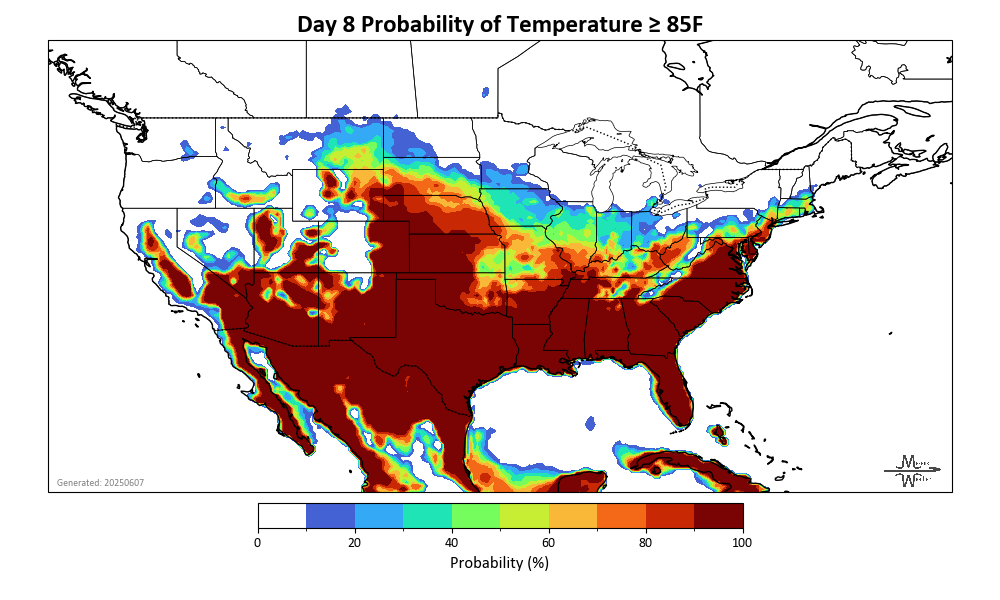 Day 8 Probability of Temperature ≥ 85F
Generated: 20250607
0 20 40 60 80 100
Probability (%)